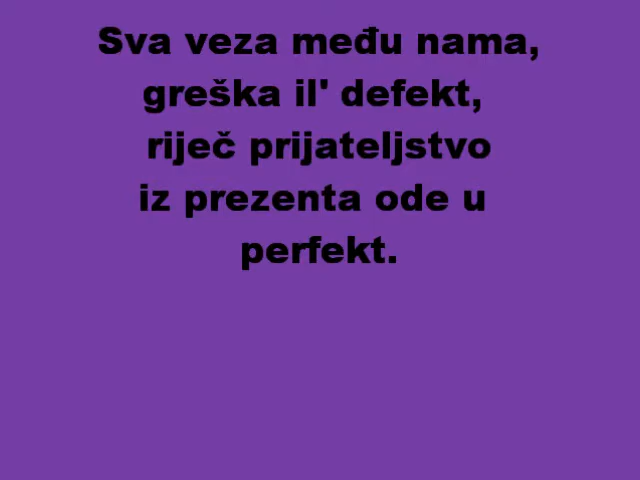 Sva veza među nama,
greška il' defekt,
riječ prijateljstvo
iz prezenta ode u
perfekt.